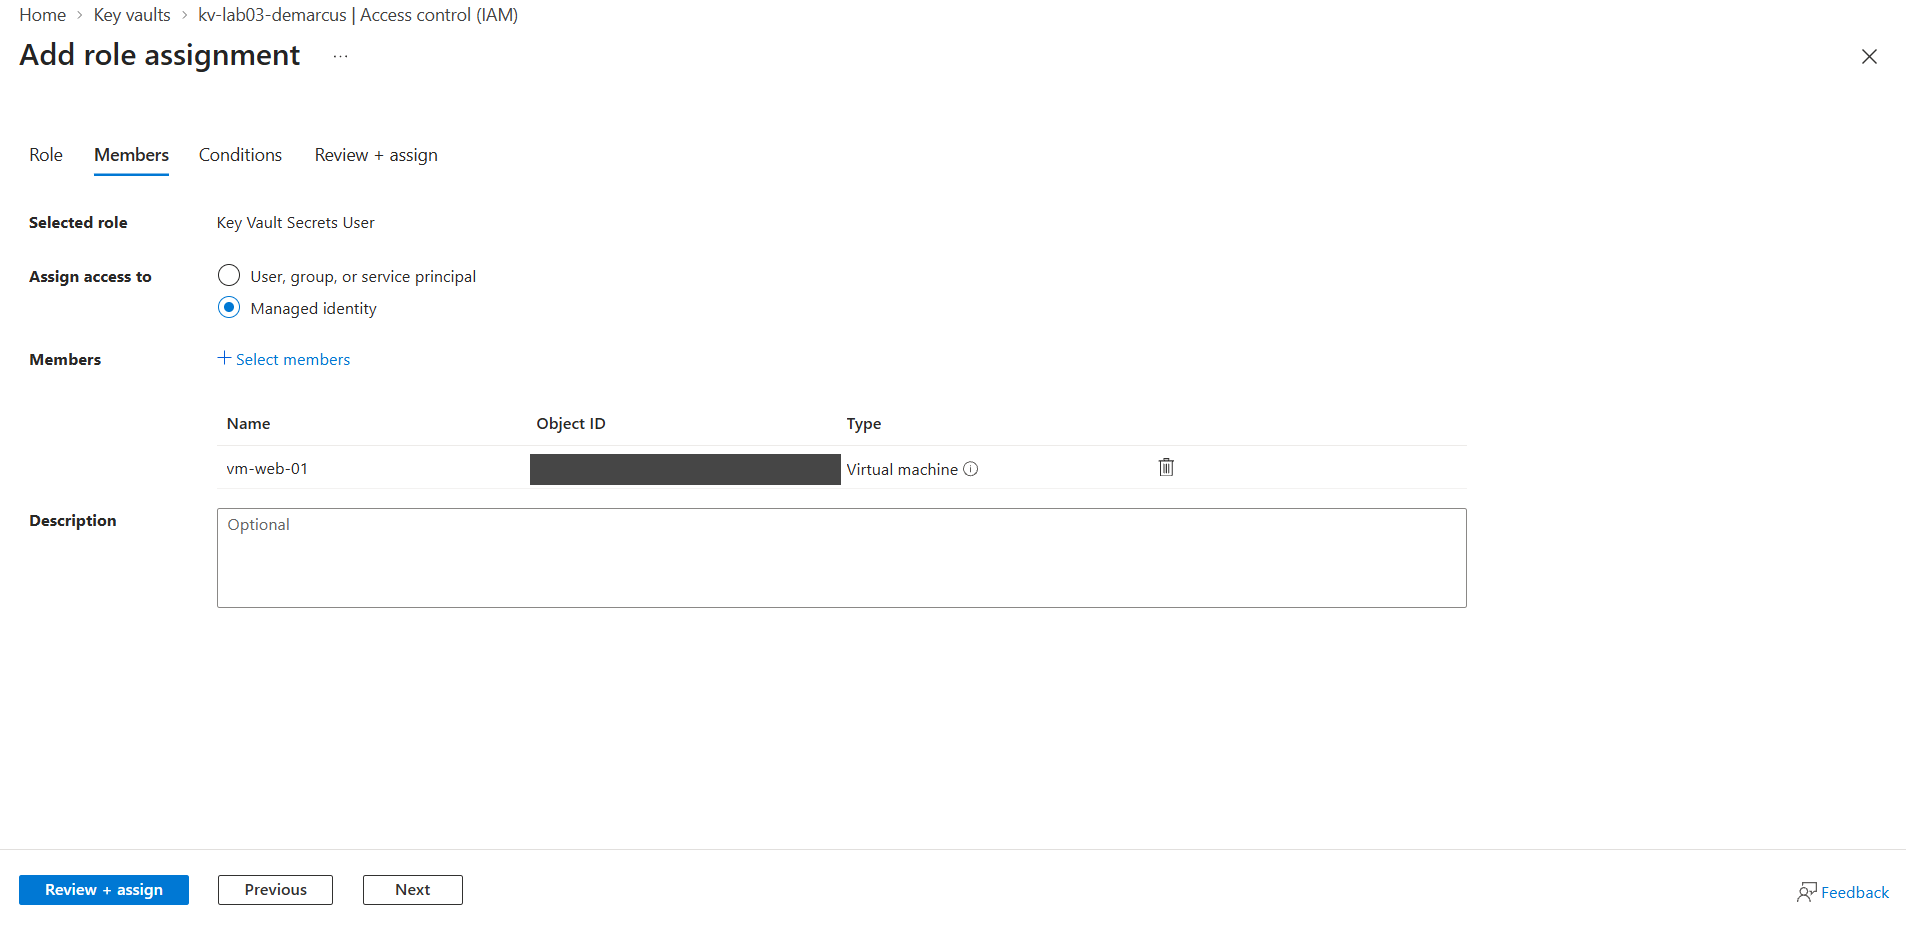 Home > Key vaults > kv-lab03-demarcus | Access control (IAM)
Add role assignment ...
Role Members Conditions Review + assign
Selected role Key Vault Secrets User
Assign access to User, group, or service principal
Managed identity
Members + Select members
Name Object ID Type
vm-web-01 Virtual machine
Description Optional
Review + assign Previous Next Feedback